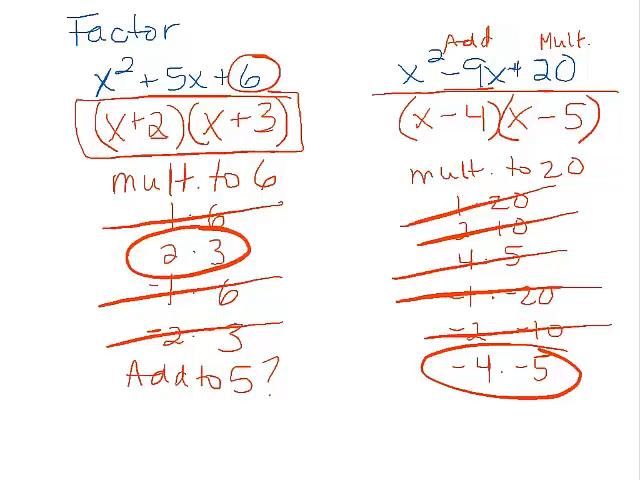 Factor
x² + 5x + 6
(x+2)(x+3)
mult. to 6
1 · 6
2 · 3
-1 · 6
-2 · 3
Add to 5?
Add Mult.
x² - 9x + 20
(x - 4)(x - 5)
mult. to 20
1 · 20
2 · 10
4 · 5
-1 · -20
-2 · -10
-4 · -5